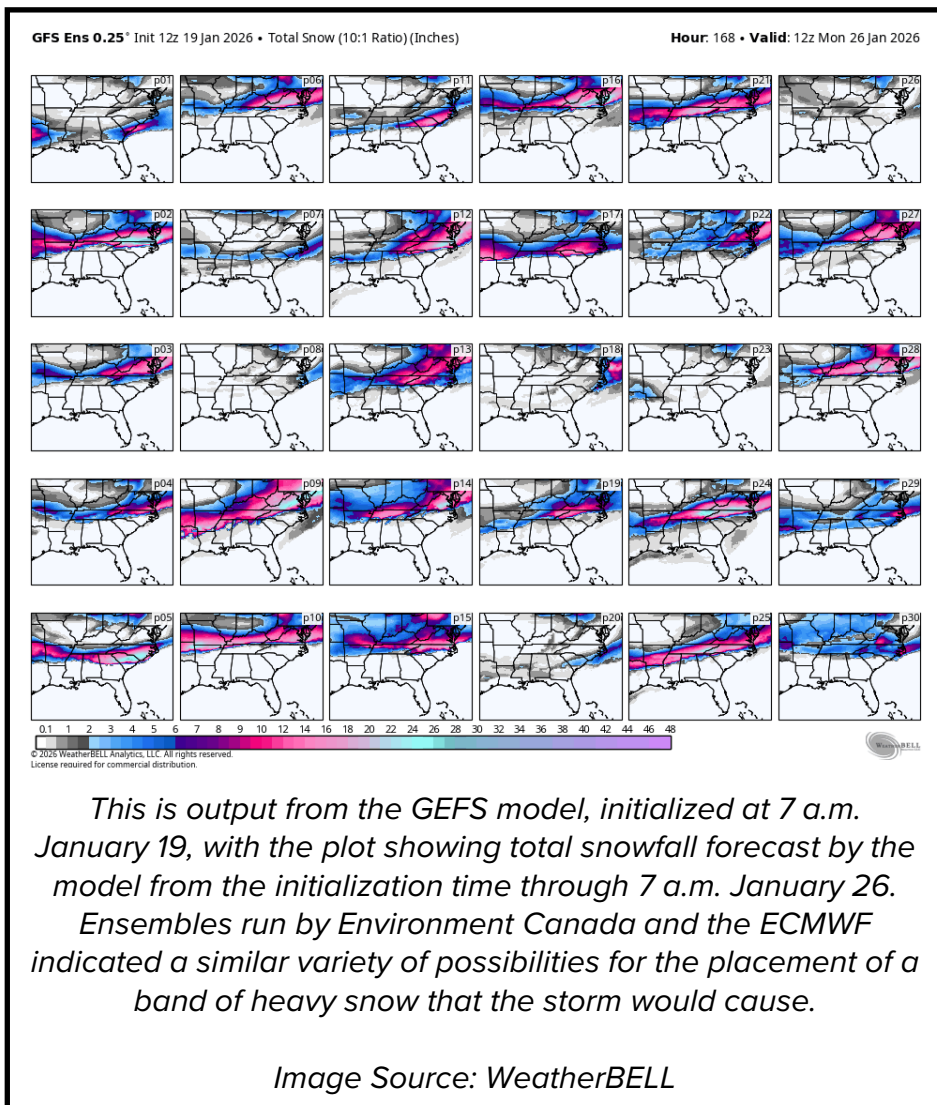 GFS Ens 0.25° Init 12z 19 Jan 2026 • Total Snow (10:1 Ratio) (Inches)
Hour: 168 • Valid: 12z Mon 26 Jan 2026
p01 p06 p11 p16 p21 p26
p02 p07 p12 p17 p22 p27
p03 p08 p13 p18 p23 p28
p04 p09 p14 p19 p24 p29
p05 p10 p15 p20 p25 p30
0.1 1 2 3 4 5 6 7 8 9 10 12 14 16 18 20 22 24 26 28 30 32 34 36 38 40 42 44 46 48
© 2026 WeatherBELL Analytics, LLC. All rights reserved.
License required for commercial distribution.
WeatherBELL
This is output from the GEFS model, initialized at 7 a.m.
January 19, with the plot showing total snowfall forecast by the
model from the initialization time through 7 a.m. January 26.
Ensembles run by Environment Canada and the ECMWF
indicated a similar variety of possibilities for the placement of a
band of heavy snow that the storm would cause.
Image Source: WeatherBELL